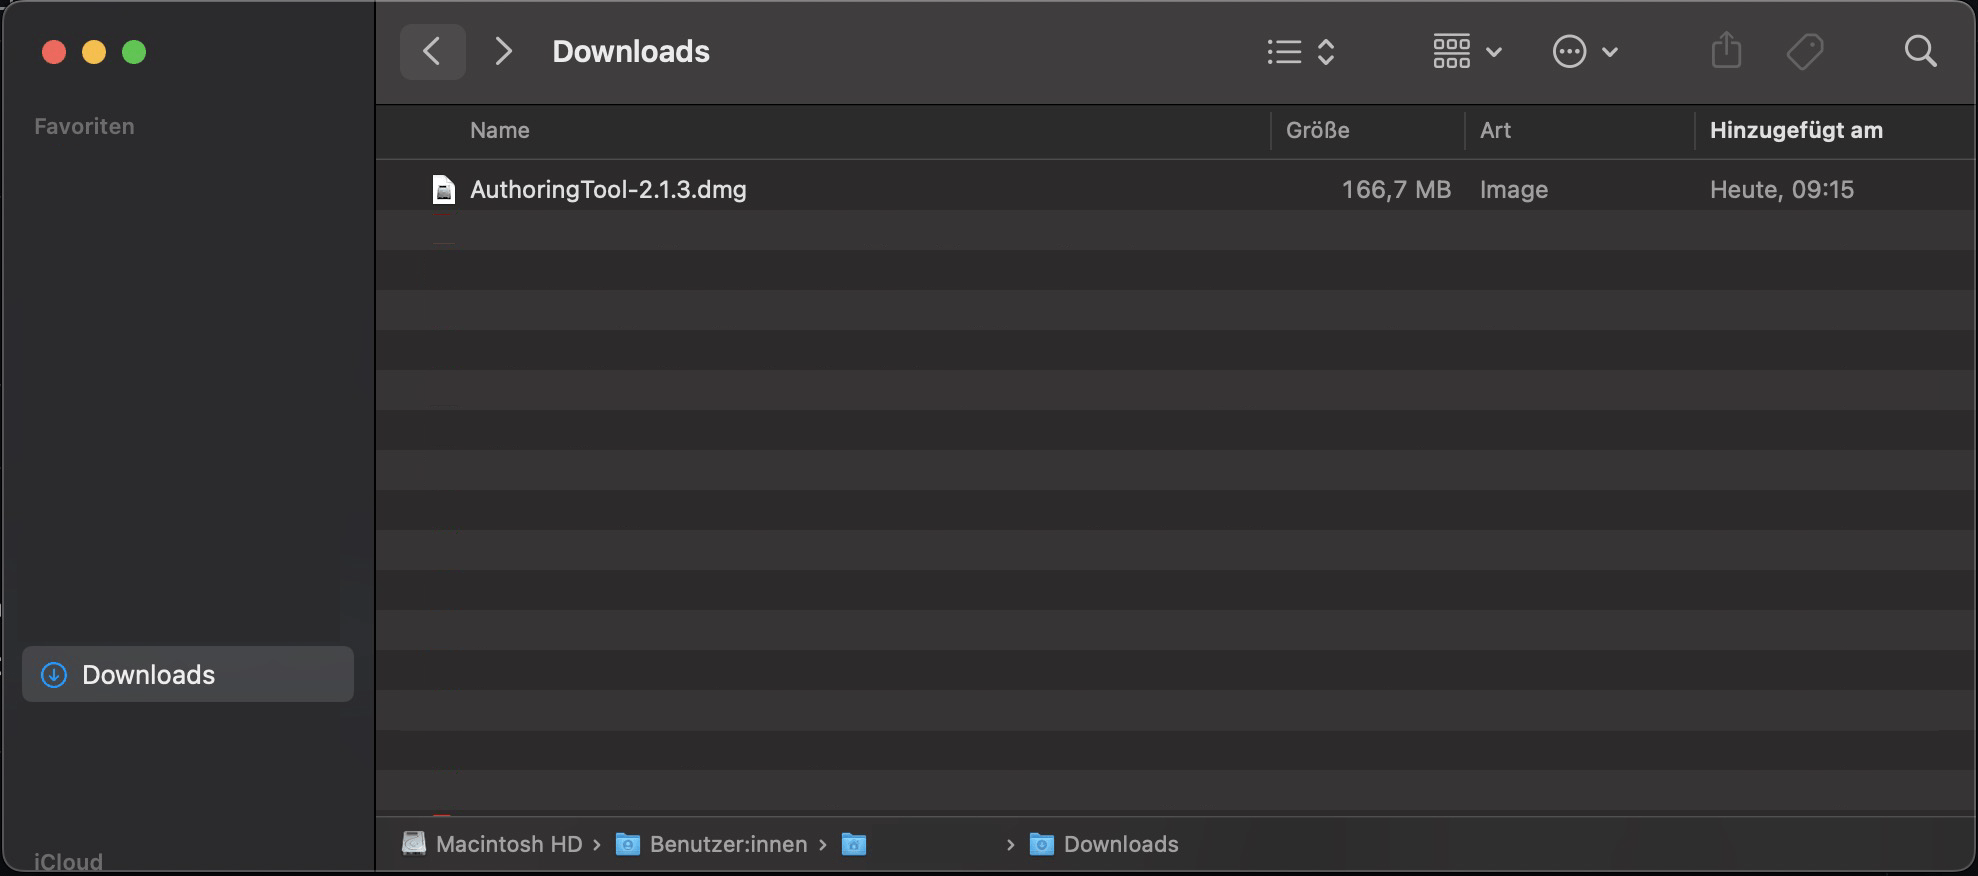 Downloads
Favoriten
Name Größe Art Hinzugefügt am
AuthoringTool-2.1.3.dmg 166,7 MB Image Heute, 09:15
Downloads
iCloud
Macintosh HD › Benutzer:innen › › Downloads